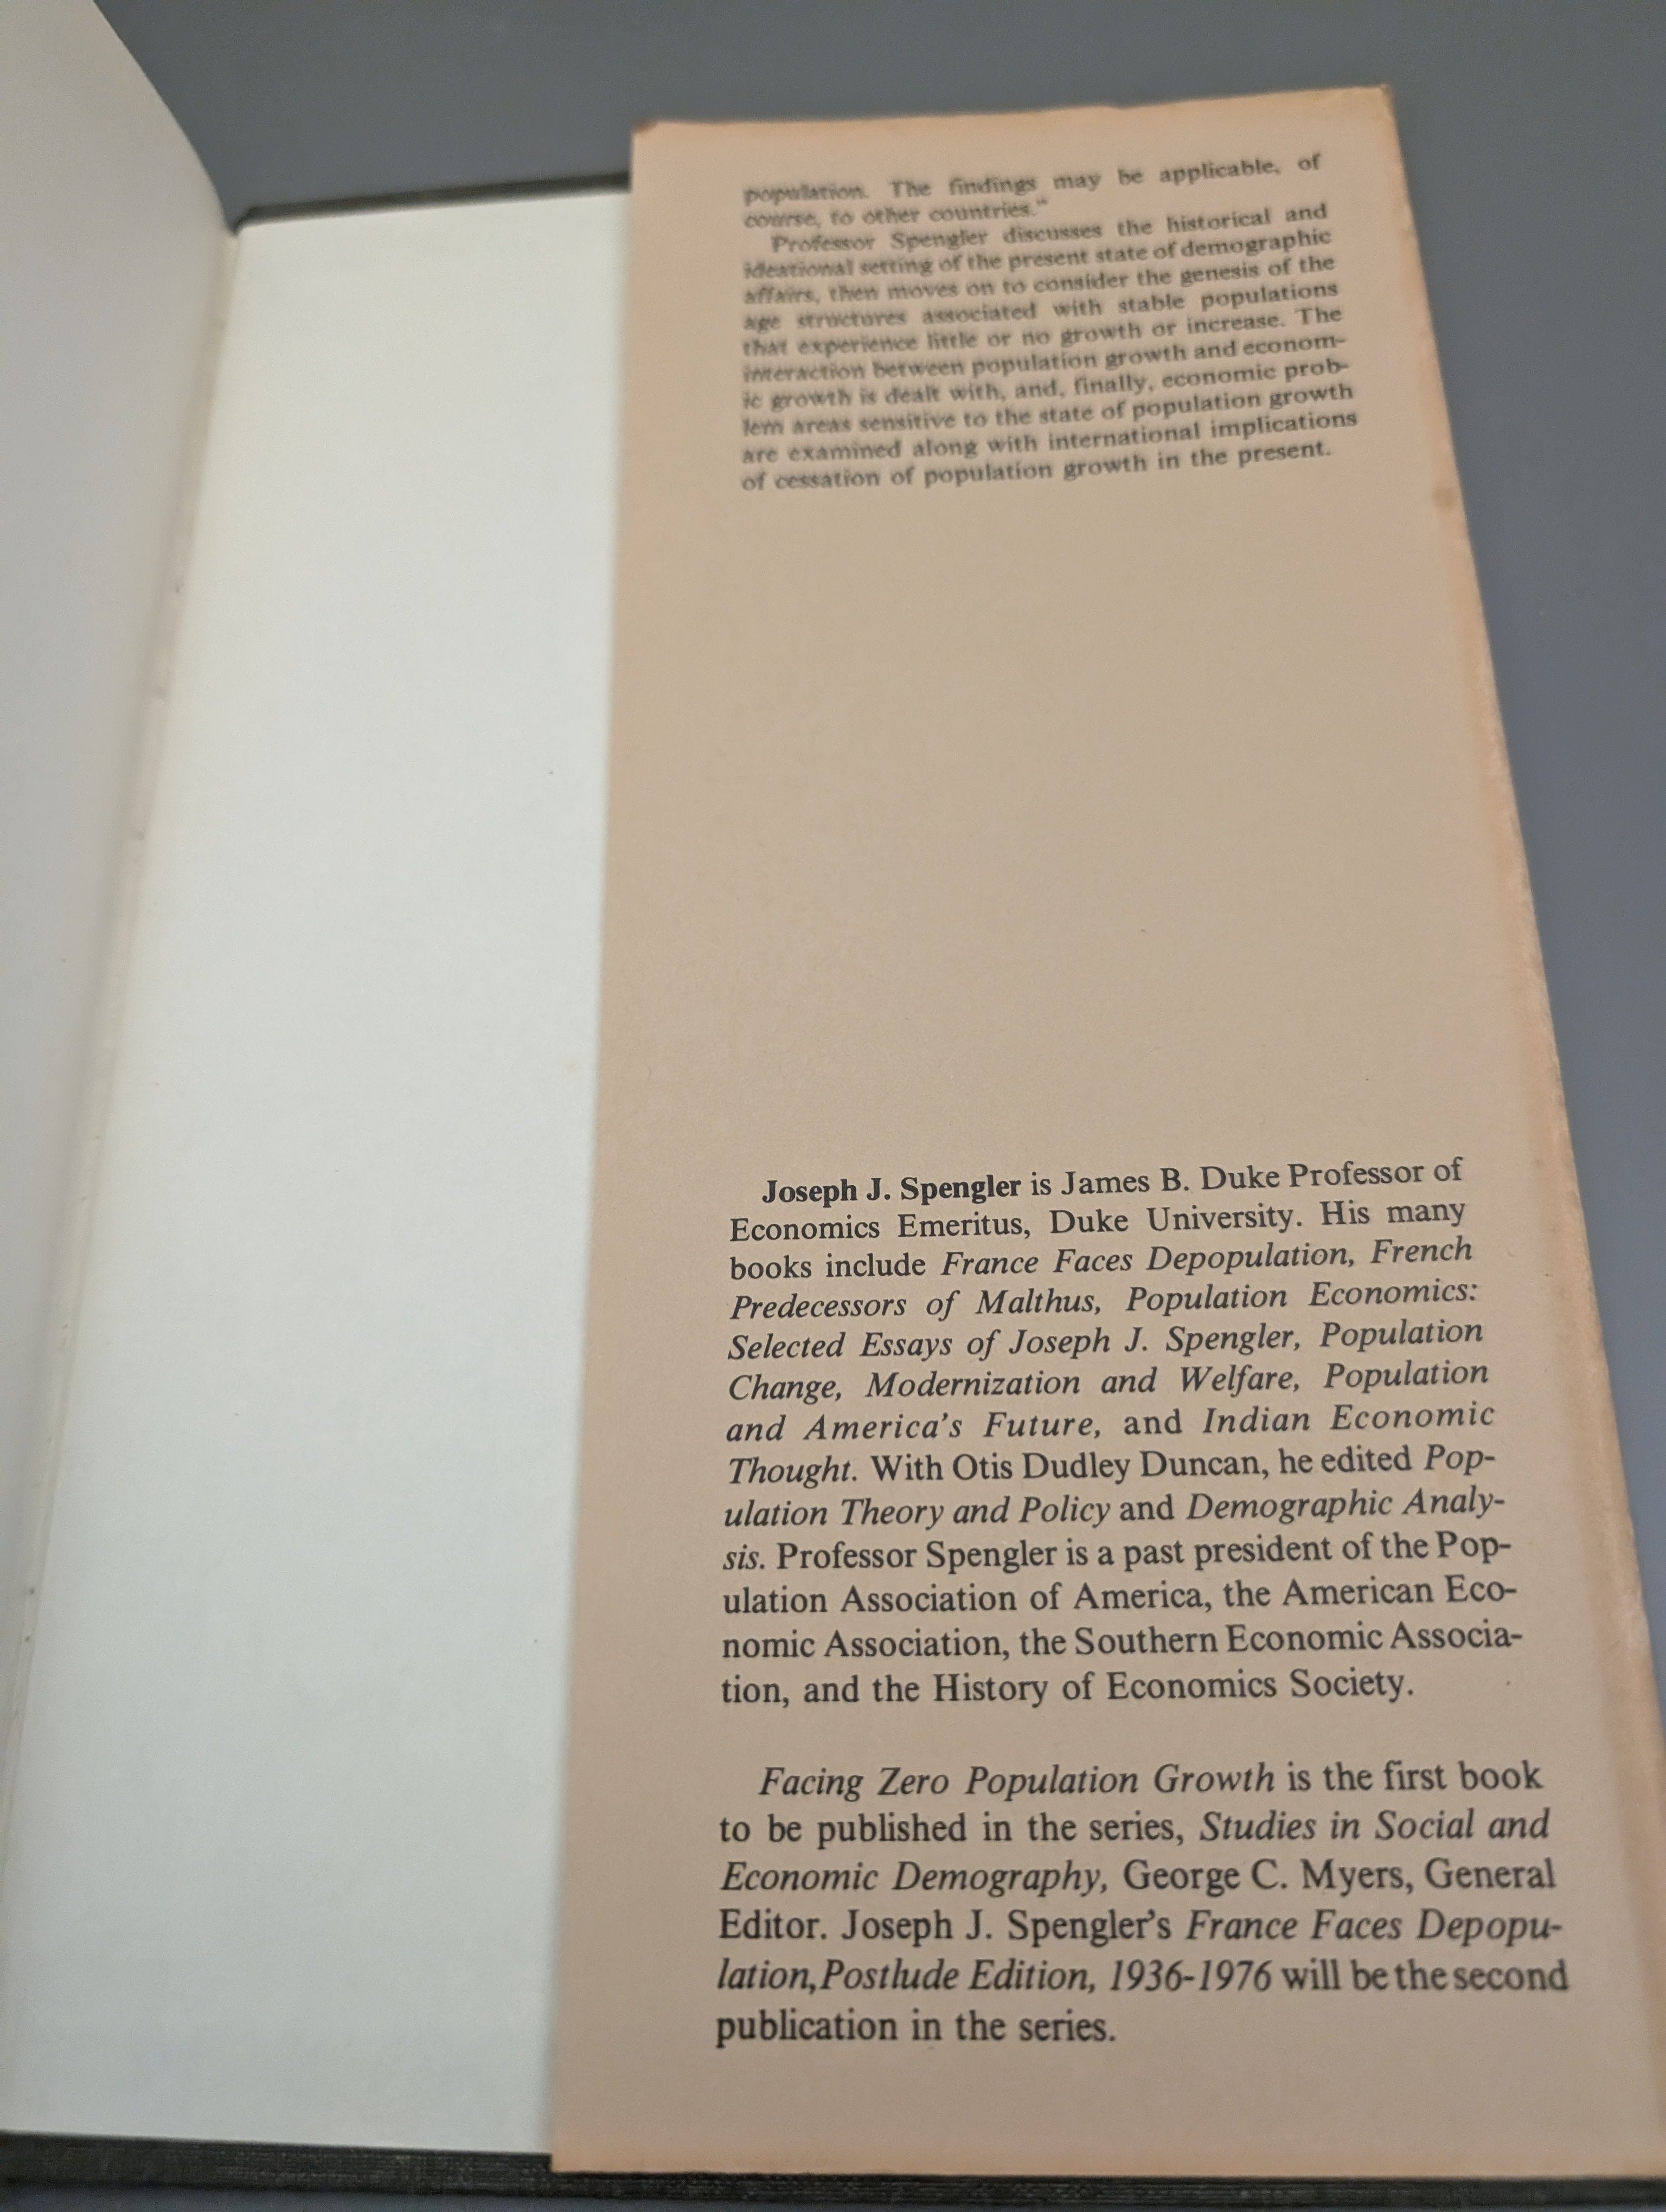 population. The findings may be applicable, of
course, to other countries."
Professor Spengler discusses the historical and
ideational setting of the present state of demographic
affairs, then moves on to consider the genesis of the
age structures associated with stable populations
that experience little or no growth or increase. The
interaction between population growth and econom-
ic growth is dealt with, and, finally, economic prob-
lem areas sensitive to the state of population growth
are examined along with international implications
of cessation of population growth in the present.
Joseph J. Spengler is James B. Duke Professor of
Economics Emeritus, Duke University. His many
books include France Faces Depopulation, French
Predecessors of Malthus, Population Economics:
Selected Essays of Joseph J. Spengler, Population
Change, Modernization and Welfare, Population
and America's Future, and Indian Economic
Thought. With Otis Dudley Duncan, he edited Pop-
ulation Theory and Policy and Demographic Analy-
sis. Professor Spengler is a past president of the Pop-
ulation Association of America, the American Eco-
nomic Association, the Southern Economic Associa-
tion, and the History of Economics Society.
Facing Zero Population Growth is the first book
to be published in the series, Studies in Social and
Economic Demography, George C. Myers, General
Editor. Joseph J. Spengler's France Faces Depopu-
lation, Postlude Edition, 1936-1976 will be the second
publication in the series.